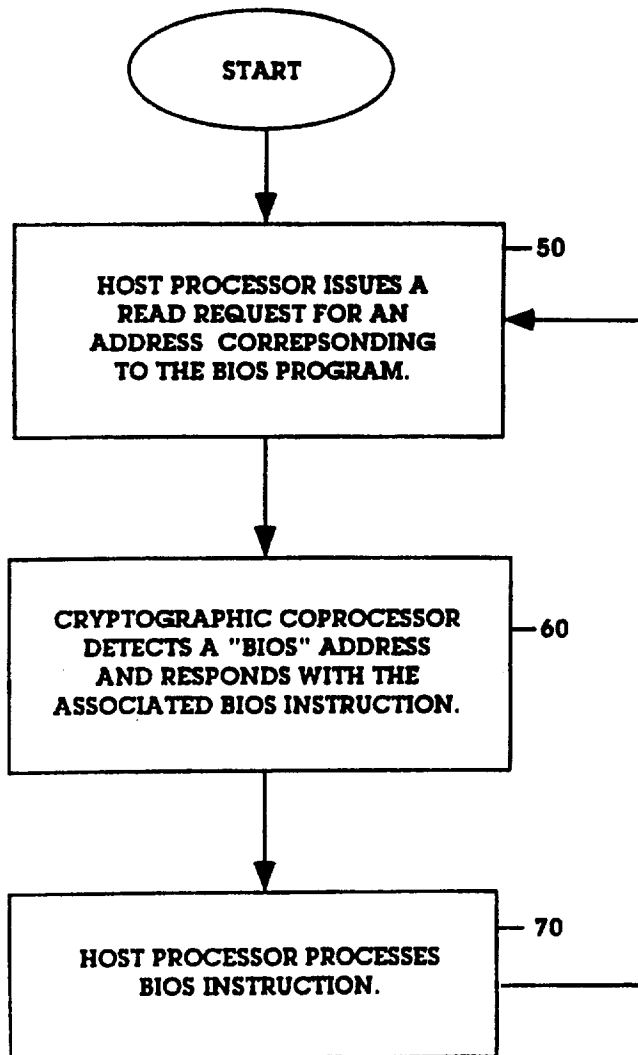 START
50
HOST PROCESSOR ISSUES A
READ REQUEST FOR AN
ADDRESS CORREPSONDING
TO THE BIOS PROGRAM.
60
CRYPTOGRAPHIC COPROCESSOR
DETECTS A "BIOS" ADDRESS
AND RESPONDS WITH THE
ASSOCIATED BIOS INSTRUCTION.
70
HOST PROCESSOR PROCESSES
BIOS INSTRUCTION.